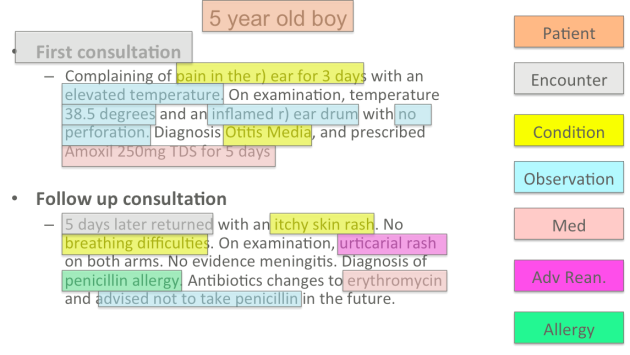 5 year old boy
• First consultation
– Complaining of pain in the r) ear for 3 days with an
elevated temperature. On examination, temperature
38.5 degrees and an inflamed r) ear drum with no
perforation. Diagnosis Otitis Media, and prescribed
Amoxil 250mg TDS for 5 days
• Follow up consultation
– 5 days later returned with an itchy skin rash. No
breathing difficulties. On examination, urticarial rash
on both arms. No evidence meningitis. Diagnosis of
penicillin allergy. Antibiotics changes to erythromycin
and advised not to take penicillin in the future.
Patient
Encounter
Condition
Observation
Med
Adv Rean.
Allergy